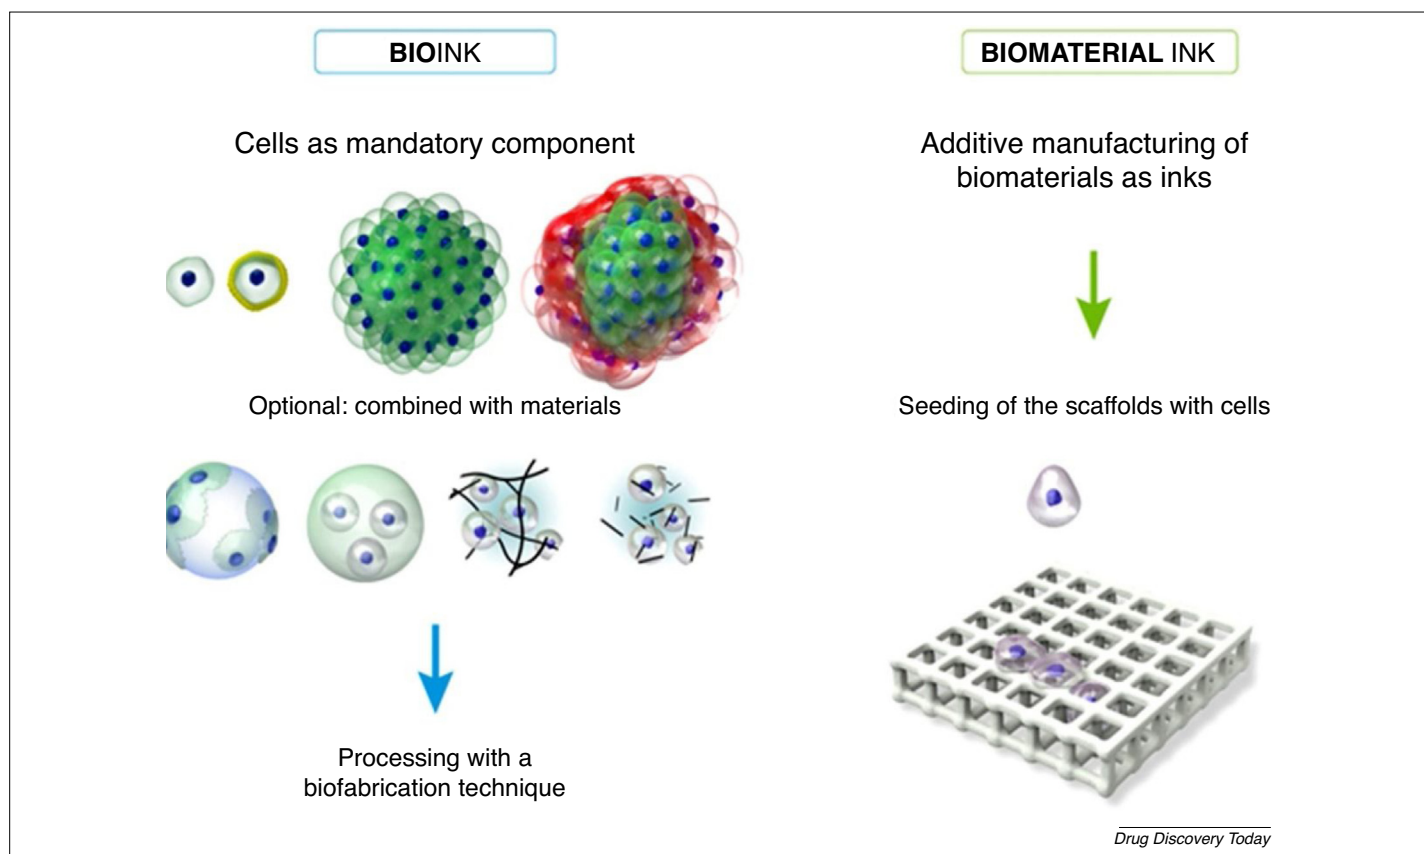 BIOINK
Cells as mandatory component
Optional: combined with materials
Processing with a
biofabrication technique
BIOMATERIAL INK
Additive manufacturing of
biomaterials as inks
Seeding of the scaffolds with cells
Drug Discovery Today